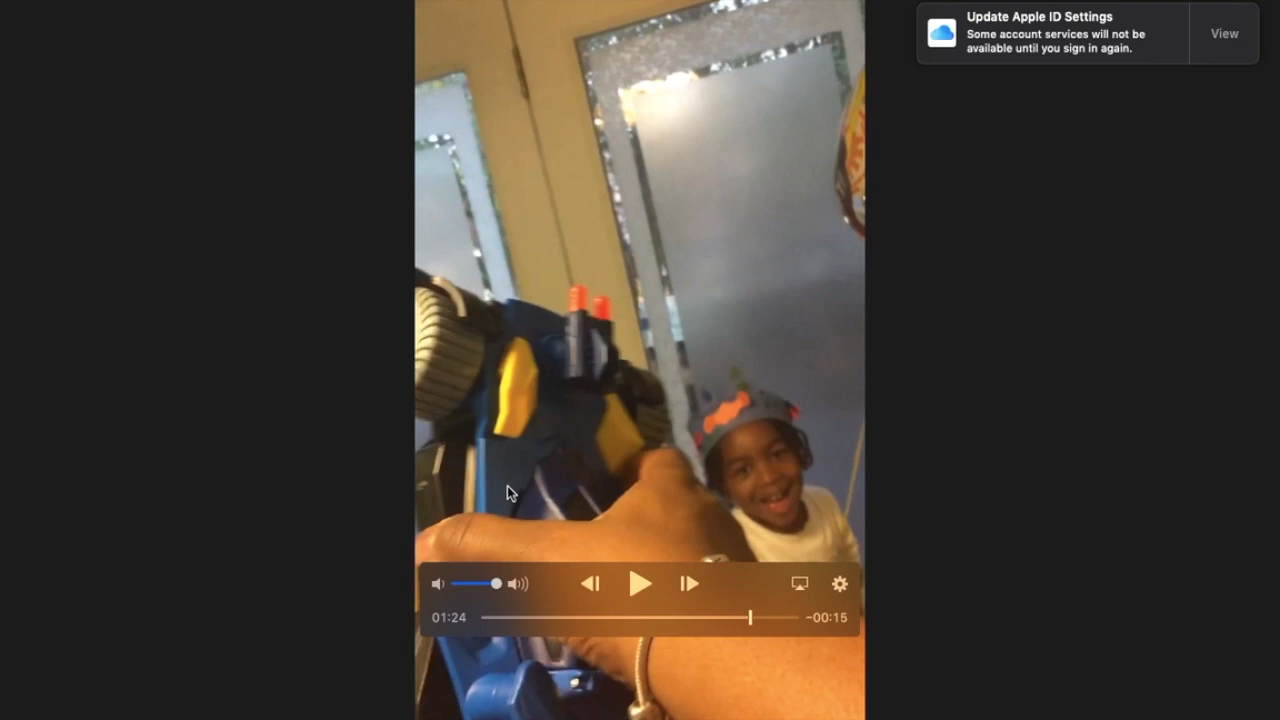 Update Apple ID Settings
Some account services will not be
available until you sign in again.
View
01:24
-00:15